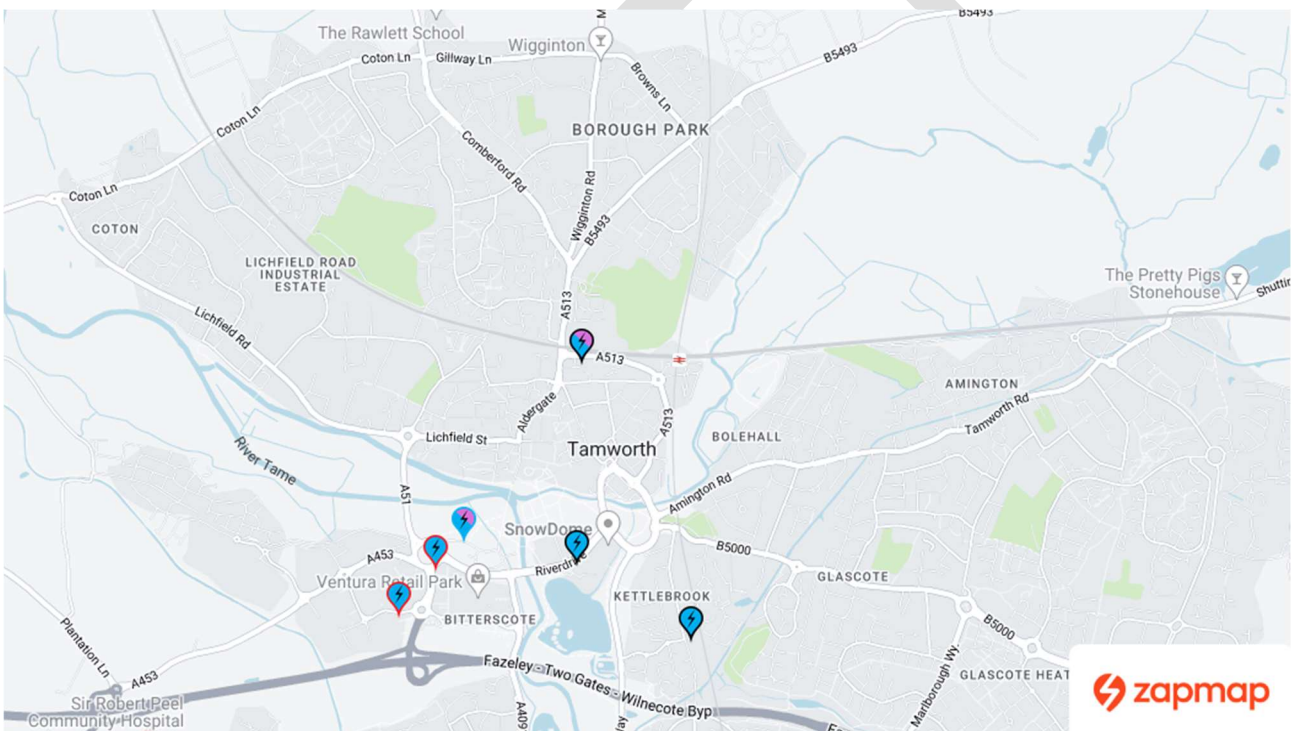 B5493
The Rawlett School
M
Wigginton
Coton Ln
Gillway Ln
B5493
Browns Ln
Coton Ln
BOROUGH PARK
Comberford Rd
Coton Ln
Wigginton Rd
B5493
COTON
LICHFIELD ROAD
INDUSTRIAL
ESTATE
The Pretty Pigs
Stonehouse
A513
Lichfield Rd
A513
AMINGTON
Aldergate
Tamworth Rd
A513
Lichfield St
BOLEHALL
Tamworth
River Tame
A51
Amington Rd
SnowDome
B5000
A453
Riverdrive
Ventura Retail Park
GLASCOTE
KETTLEBROOK
BITTERSCOTE
B5000
Plantation Ln
Fazeley - Two Gates - Wilnecote Byp
A453
GLASCOTE HEAT
Marlborough Wy
Sir Robert Peel
Community Hospital
A409
zapmap